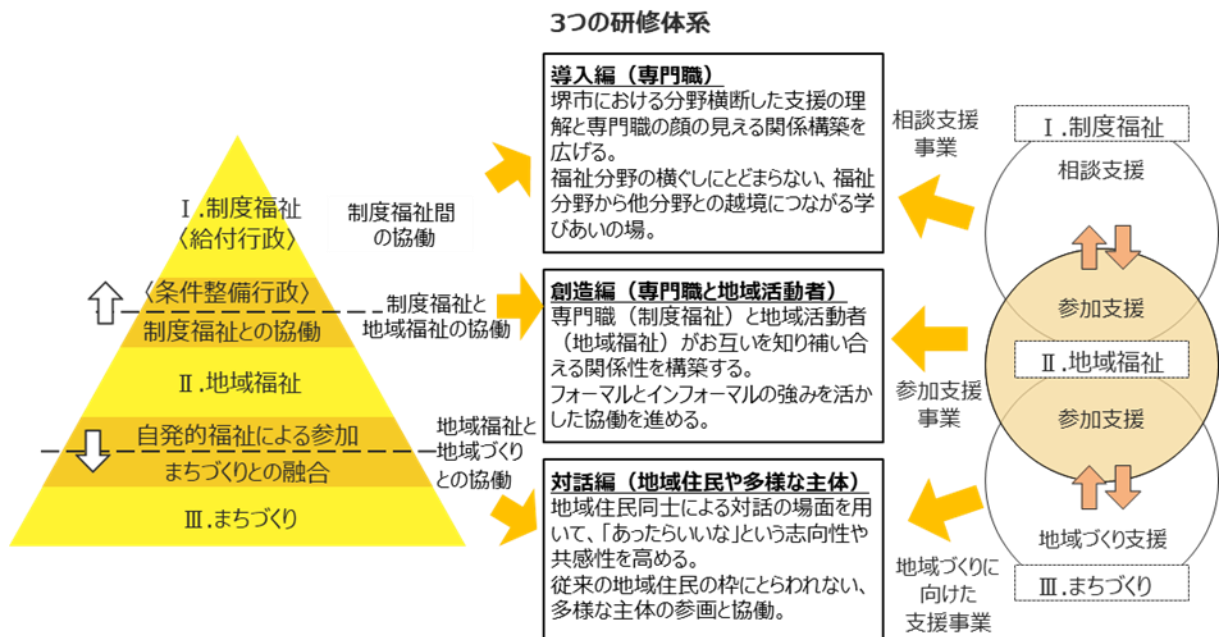 3つの研修体系
Ⅰ.制度福祉
〈給付行政〉
〈条件整備行政〉
制度福祉との協働
Ⅱ.地域福祉
自発的福祉による参加
まちづくりとの融合
Ⅲ.まちづくり
制度福祉間
の協働
制度福祉と
地域福祉の協働
地域福祉と
地域づくり
との協働
導入編（専門職）
堺市における分野横断した支援の理
解と専門職の顔の見える関係構築を
広げる。
福祉分野の横ぐしにとどまらない、福祉
分野から他分野との越境につながる学
びあいの場。
創造編（専門職と地域活動者）
専門職（制度福祉）と地域活動者
（地域福祉）がお互いを知り補い合
える関係性を構築する。
フォーマルとインフォーマルの強みを活か
した協働を進める。
対話編（地域住民や多様な主体）
地域住民同士による対話の場面を用
いて、「あったらいいな」という志向性や
共感性を高める。
従来の地域住民の枠にとらわれない、
多様な主体の参画と協働。
相談支援
事業
参加支援
事業
地域づくりに
向けた
支援事業
Ⅰ.制度福祉
相談支援
参加支援
Ⅱ.地域福祉
参加支援
地域づくり支援
Ⅲ.まちづくり